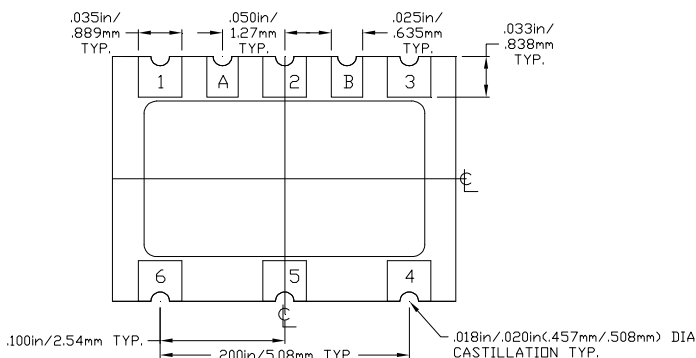 .035in/
.889mm
TYP.
.050in/
1.27mm
TYP.
.025in/
.635mm
TYP.
.033in/
.838mm
TYP.
1
A
2
B
3
6
5
4
.100in/2.54mm TYP.
.200in/5.08mm TYP
.018in/.020in(.457mm/.508mm) DIA
CASTILLATION TYP.